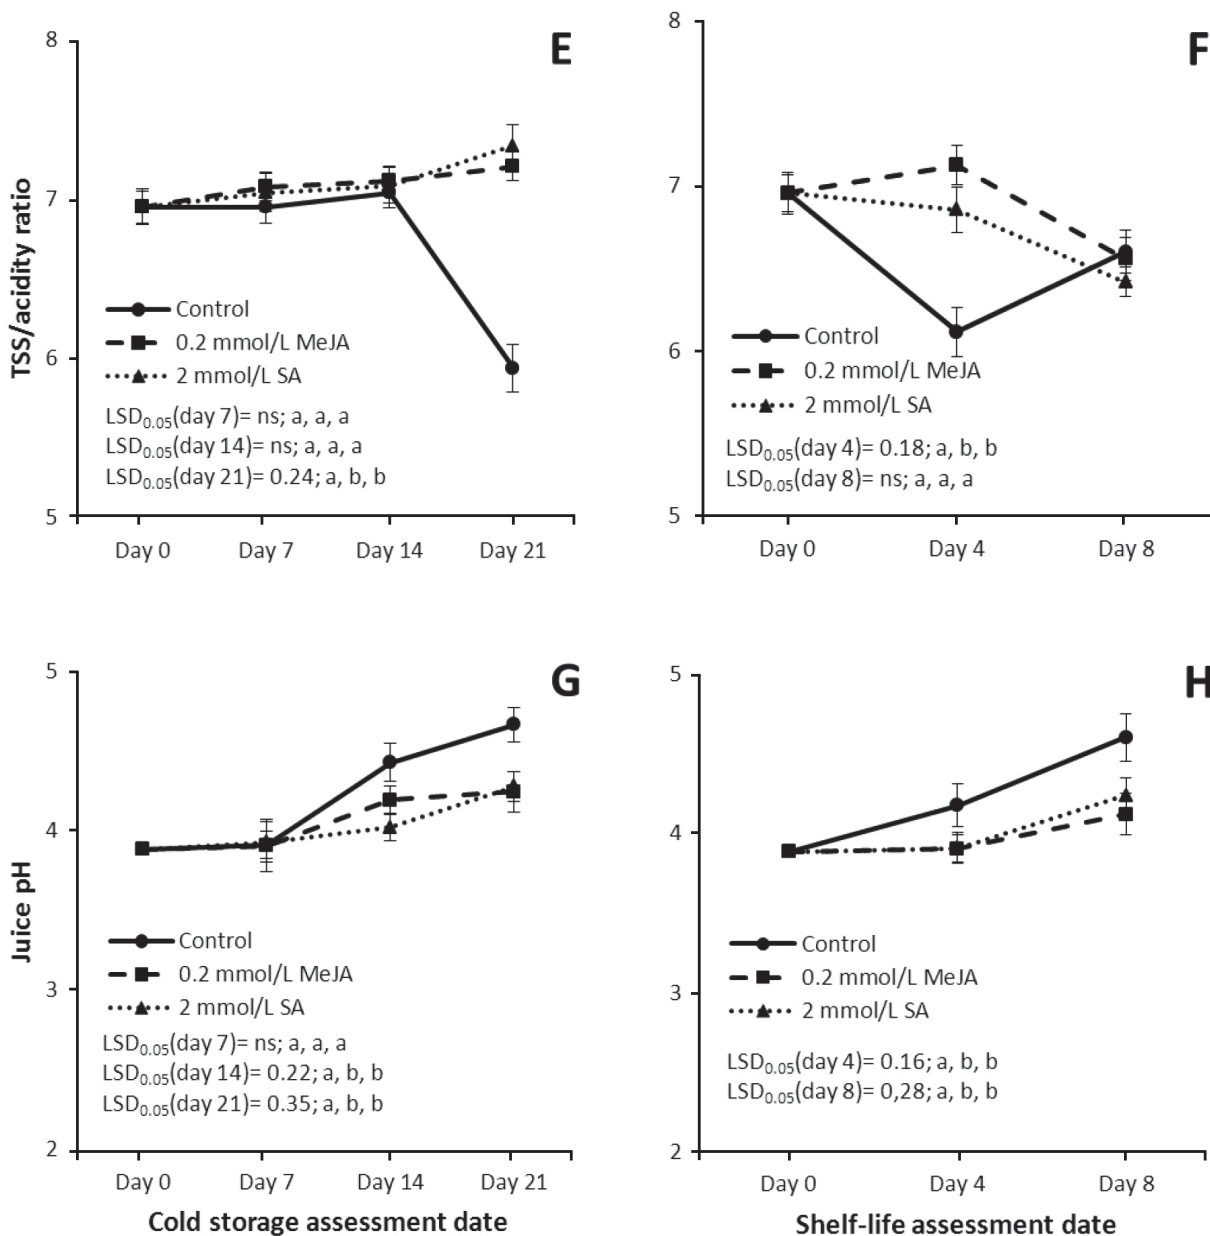 E
TSS/acidity ratio
8
7
6
5
Control
0.2 mmol/L MeJA
2 mmol/L SA
LSD0.05(day 7)= ns; a, a, a
LSD0.05(day 14)= ns; a, a, a
LSD0.05(day 21)= 0.24; a, b, b
Day 0 Day 7 Day 14 Day 21
F
8
7
6
5
Control
0.2 mmol/L MeJA
2 mmol/L SA
LSD0.05(day 4)= 0.18; a, b, b
LSD0.05(day 8)= ns; a, a, a
Day 0 Day 4 Day 8
G
Juice pH
5
4
3
2
Control
0.2 mmol/L MeJA
2 mmol/L SA
LSD0.05(day 7)= ns; a, a, a
LSD0.05(day 14)= 0.22; a, b, b
LSD0.05(day 21)= 0.35; a, b, b
Day 0 Day 7 Day 14 Day 21
Cold storage assessment date
H
5
4
3
2
Control
0.2 mmol/L MeJA
2 mmol/L SA
LSD0.05(day 4)= 0.16; a, b, b
LSD0.05(day 8)= 0,28; a, b, b
Day 0 Day 4 Day 8
Shelf-life assessment date